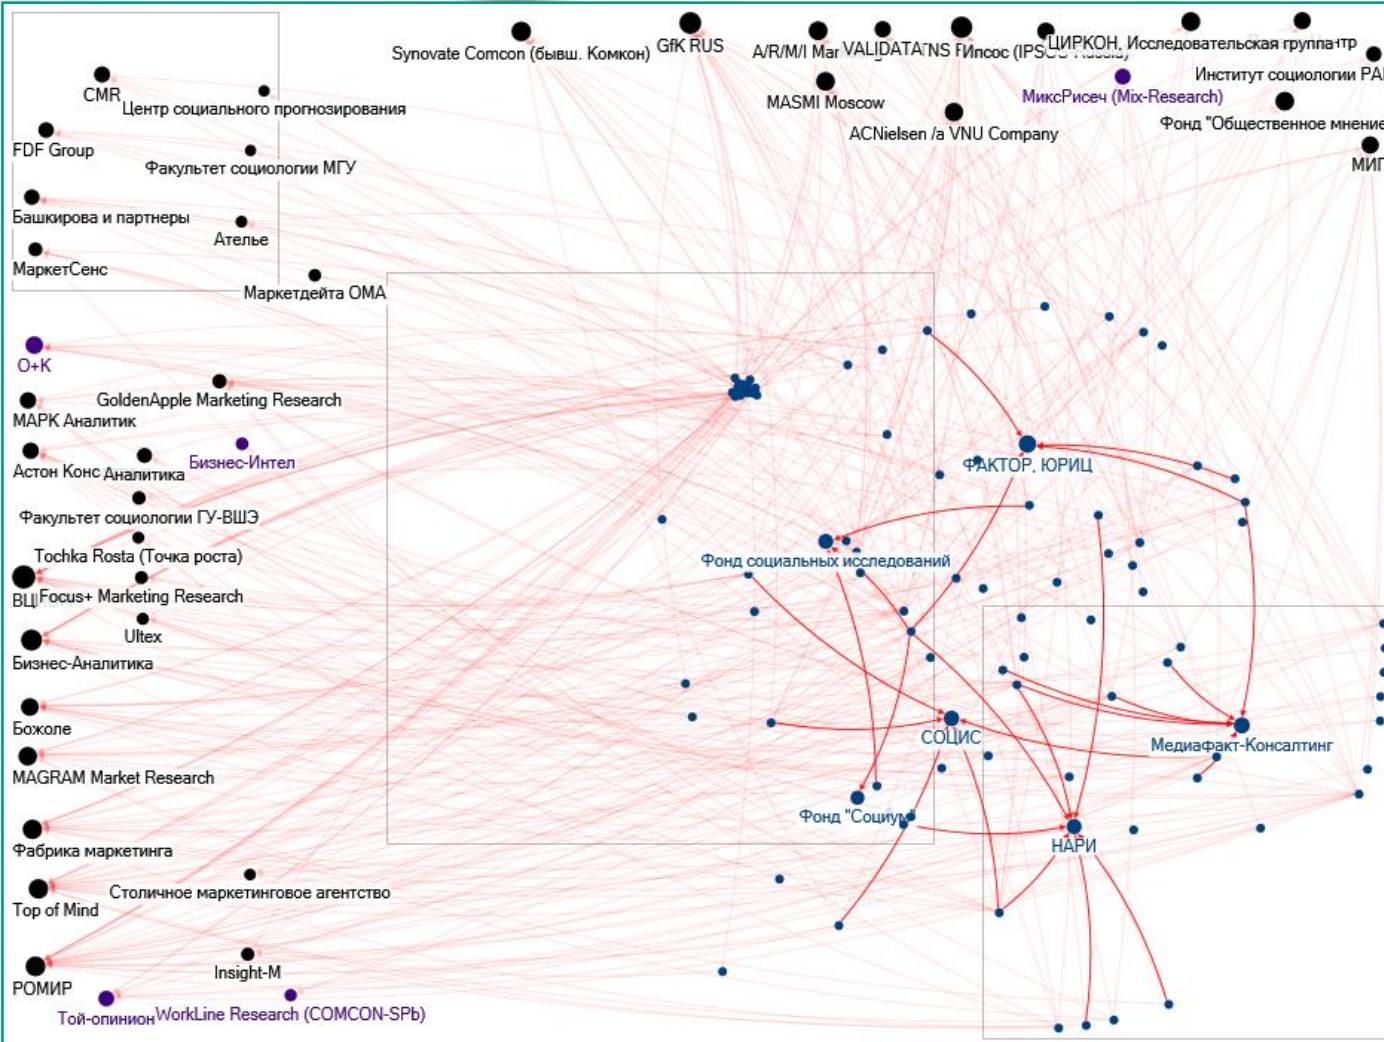 Synovate Comcon (бывш. Комкон)
GfK RUS
A/R/M/I
VALIDATA
TNS
Ипсос
ЦИРКОН, Исследовательская группа
MASMI Moscow
ACNielsen /a VNU Company
МиксРисеч (Mix-Research)
Институт социологии
Фонд "Общественное мнение
CMR
Центр социального прогнозирования
FDF Group
Факультет социологии МГУ
Башкирова и партнеры
Ателье
МаркетСенс
Маркетдейта ОМА
О+К
GoldenApple Marketing Research
МАРК Аналитик
Бизнес-Интел
Астон Конс
Аналитика
Факультет социологии ГУ-ВШЭ
Tochka Rosta (Точка роста)
Focus+ Marketing Research
Ultex
Бизнес-Аналитика
Божоле
MAGRAM Market Research
Фабрика маркетинга
Столичное маркетинговое агентство
Top of Mind
Insight-M
РОМИР
Той-опинион
WorkLine Research (COMCON-SPb)
ФАКТОР, ЮРИЦ
Фонд социальных исследований
СОЦИС
Медиафакт-Консалтинг
Фонд "Социум"
НАРИ